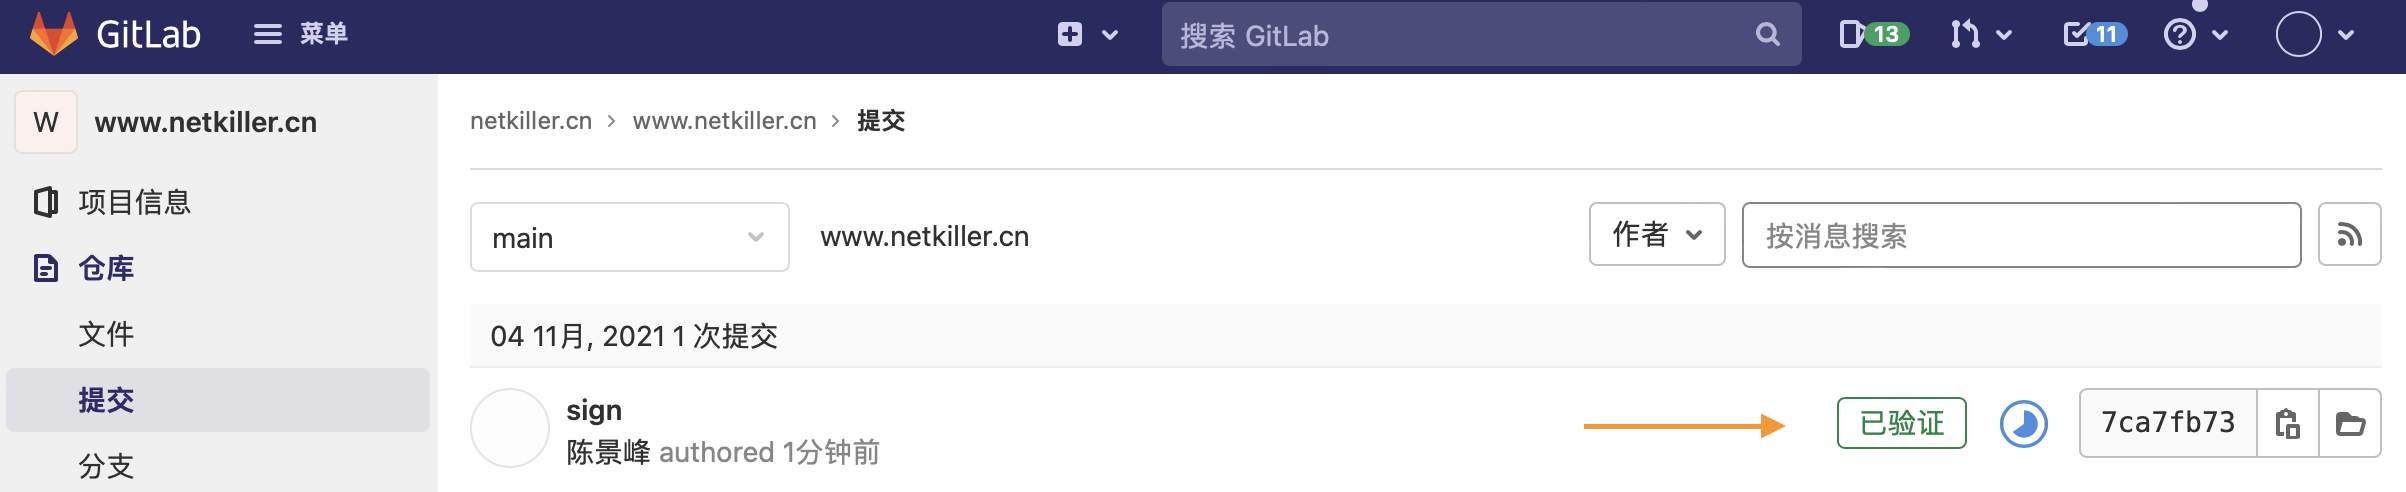 GitLab 菜单 搜索 GitLab 13 11
W www.netkiller.cn
netkiller.cn › www.netkiller.cn › 提交
项目信息
仓库
文件
提交
分支
main www.netkiller.cn 作者 按消息搜索
04 11月, 2021 1 次提交
sign
陈景峰 authored 1分钟前
已验证 7ca7fb73